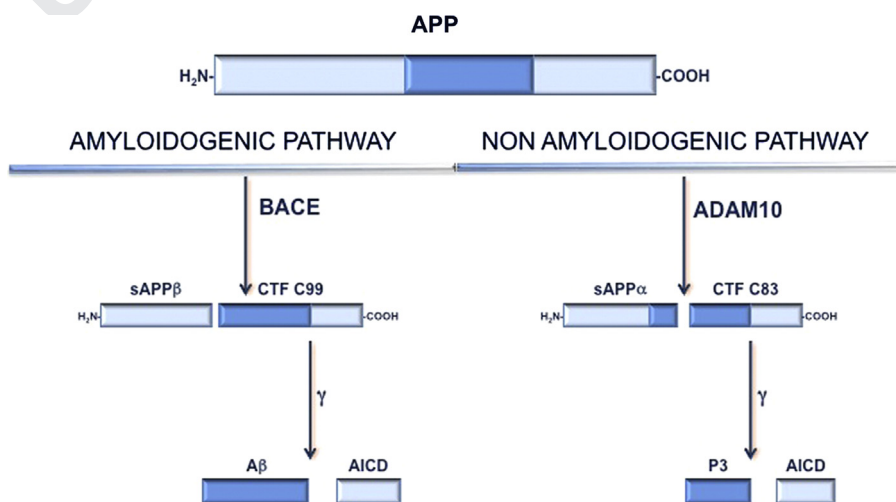 APP
H₂N- -COOH
AMYLOIDOGENIC PATHWAY NON AMYLOIDOGENIC PATHWAY
BACE ADAM10
sAPPβ CTF C99 sAPPα CTF C83
H₂N- -COOH H₂N- -COOH
γ γ
Aβ AICD P3 AICD